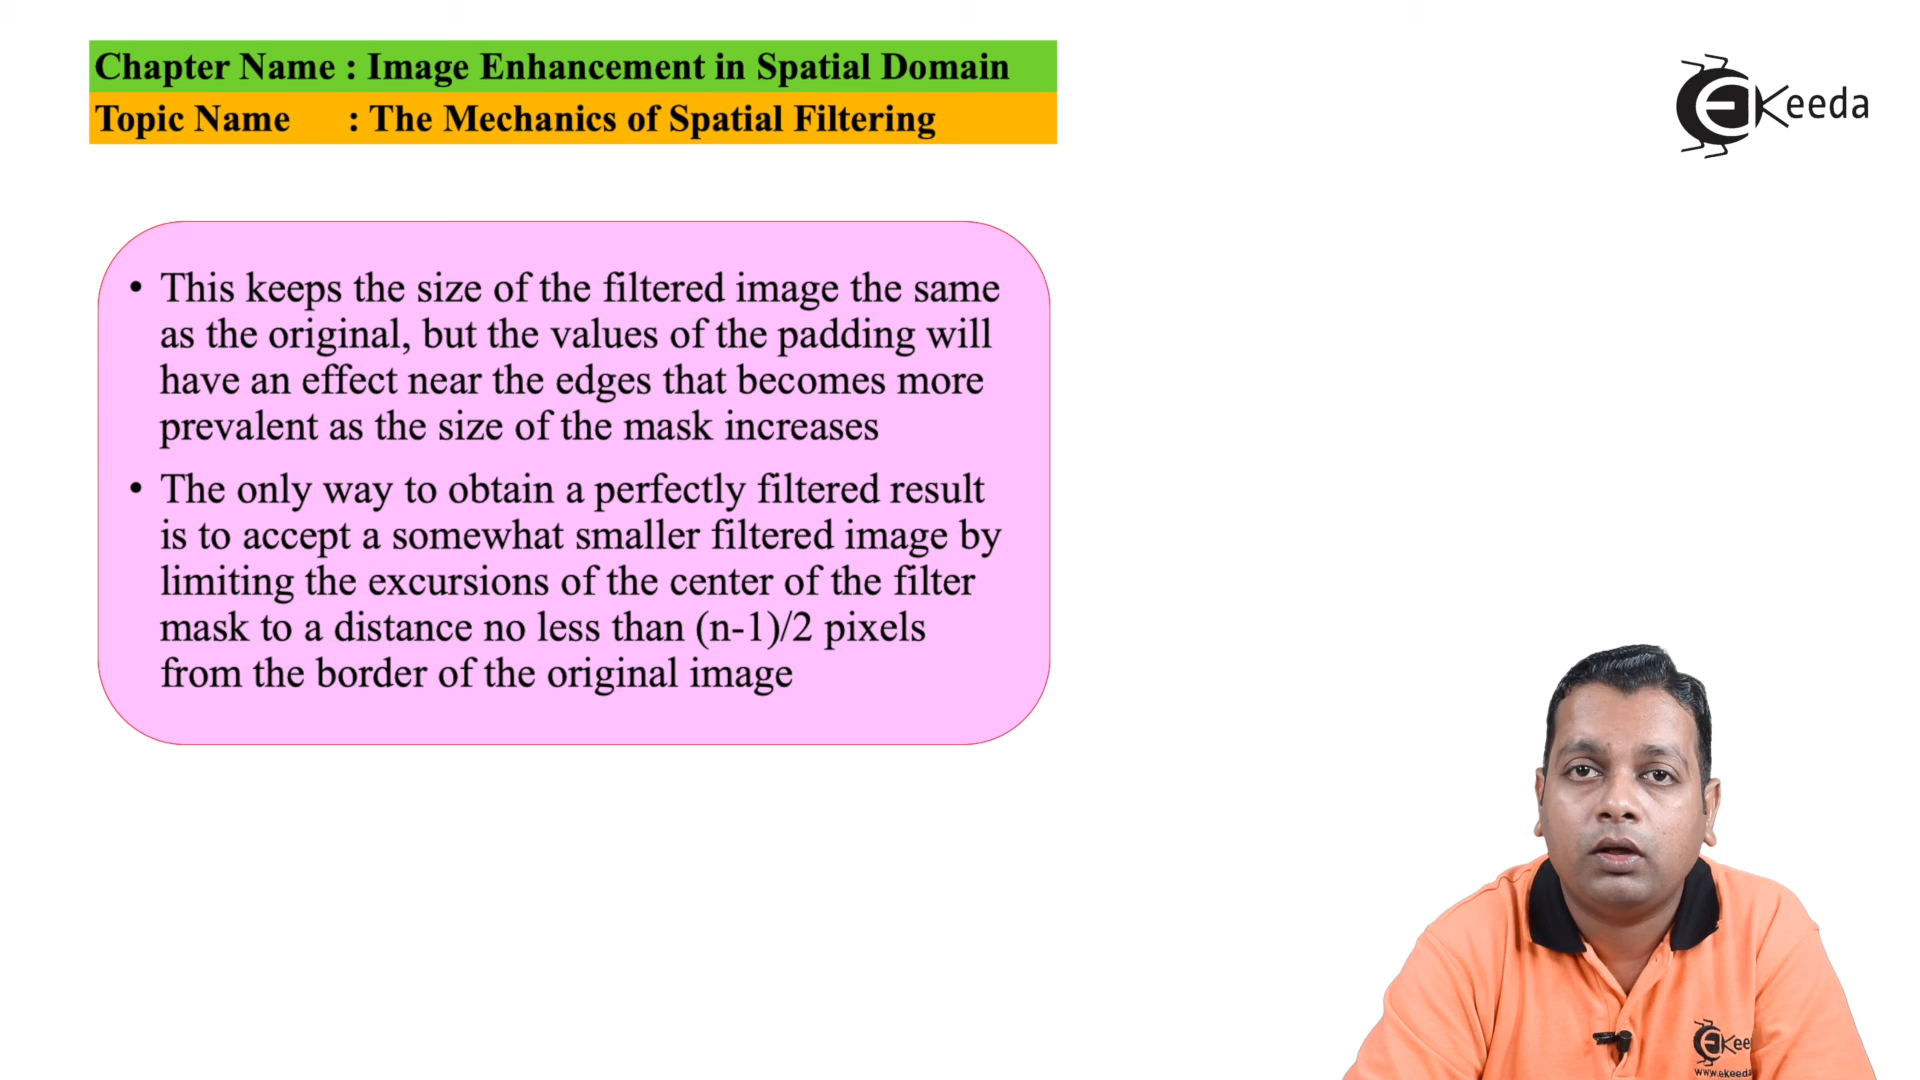 Chapter Name : Image Enhancement in Spatial Domain
Topic Name : The Mechanics of Spatial Filtering
EKeeda
• This keeps the size of the filtered image the same
as the original, but the values of the padding will
have an effect near the edges that becomes more
prevalent as the size of the mask increases
• The only way to obtain a perfectly filtered result
is to accept a somewhat smaller filtered image by
limiting the excursions of the center of the filter
mask to a distance no less than (n-1)/2 pixels
from the border of the original image
EKee
www.ekeeda